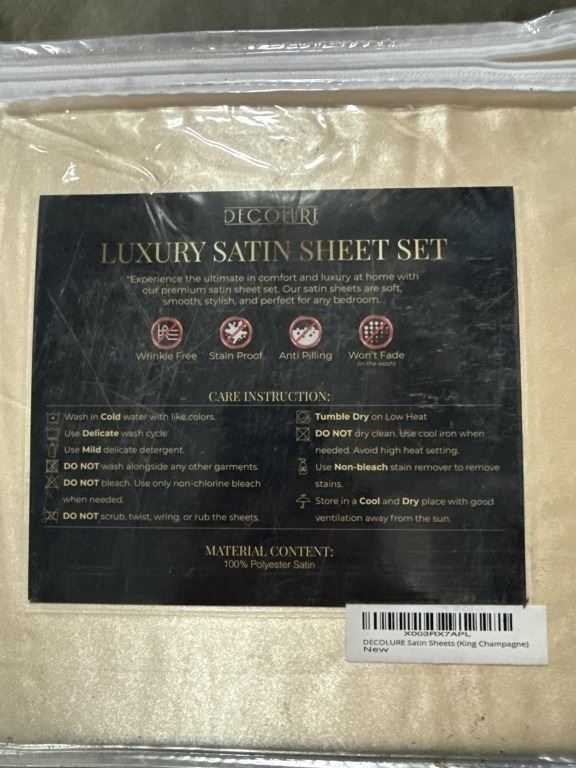 DECOLURE
LUXURY SATIN SHEET SET
"Experience the ultimate in comfort and luxury at home with
our premium satin sheet set. Our satin sheets are soft,
smooth, stylish, and perfect for any bedroom.
Wrinkle Free
Stain Proof
Anti Pilling
Won't Fade
(in the wash)
CARE INSTRUCTION:
Wash in Cold water with like colors.
Use Delicate wash cycle
Use Mild delicate detergent.
DO NOT wash alongside any other garments.
DO NOT bleach. Use only non-chlorine bleach
when needed.
DO NOT scrub, twist, wring, or rub the sheets.
Tumble Dry on Low Heat
DO NOT dry clean. Use cool iron when
needed. Avoid high heat setting.
Use Non-bleach stain remover to remove
stains.
Store in a Cool and Dry place with good
ventilation away from the sun.
MATERIAL CONTENT:
100% Polyester Satin
X003RX7APL
DECOLURE Satin Sheets (King Champagne)
New